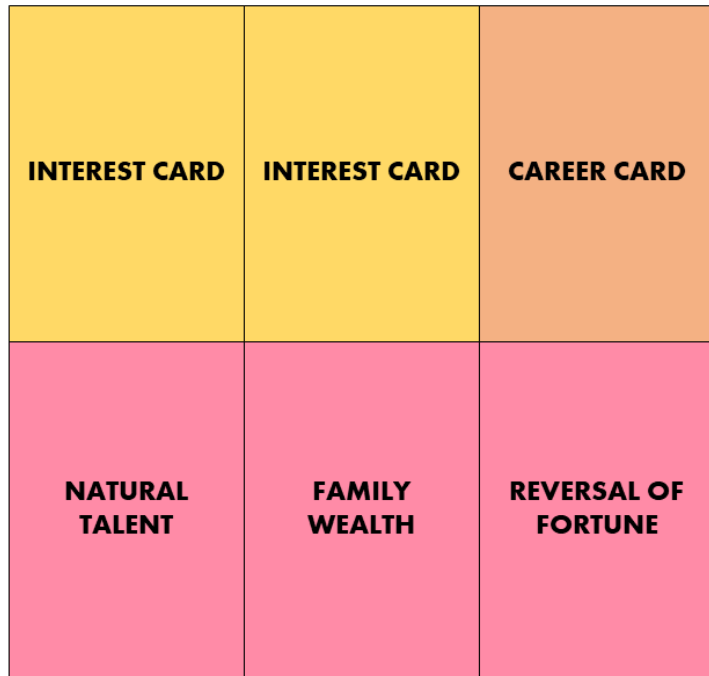 INTEREST CARD
INTEREST CARD
CAREER CARD
NATURAL
TALENT
FAMILY
WEALTH
REVERSAL OF
FORTUNE